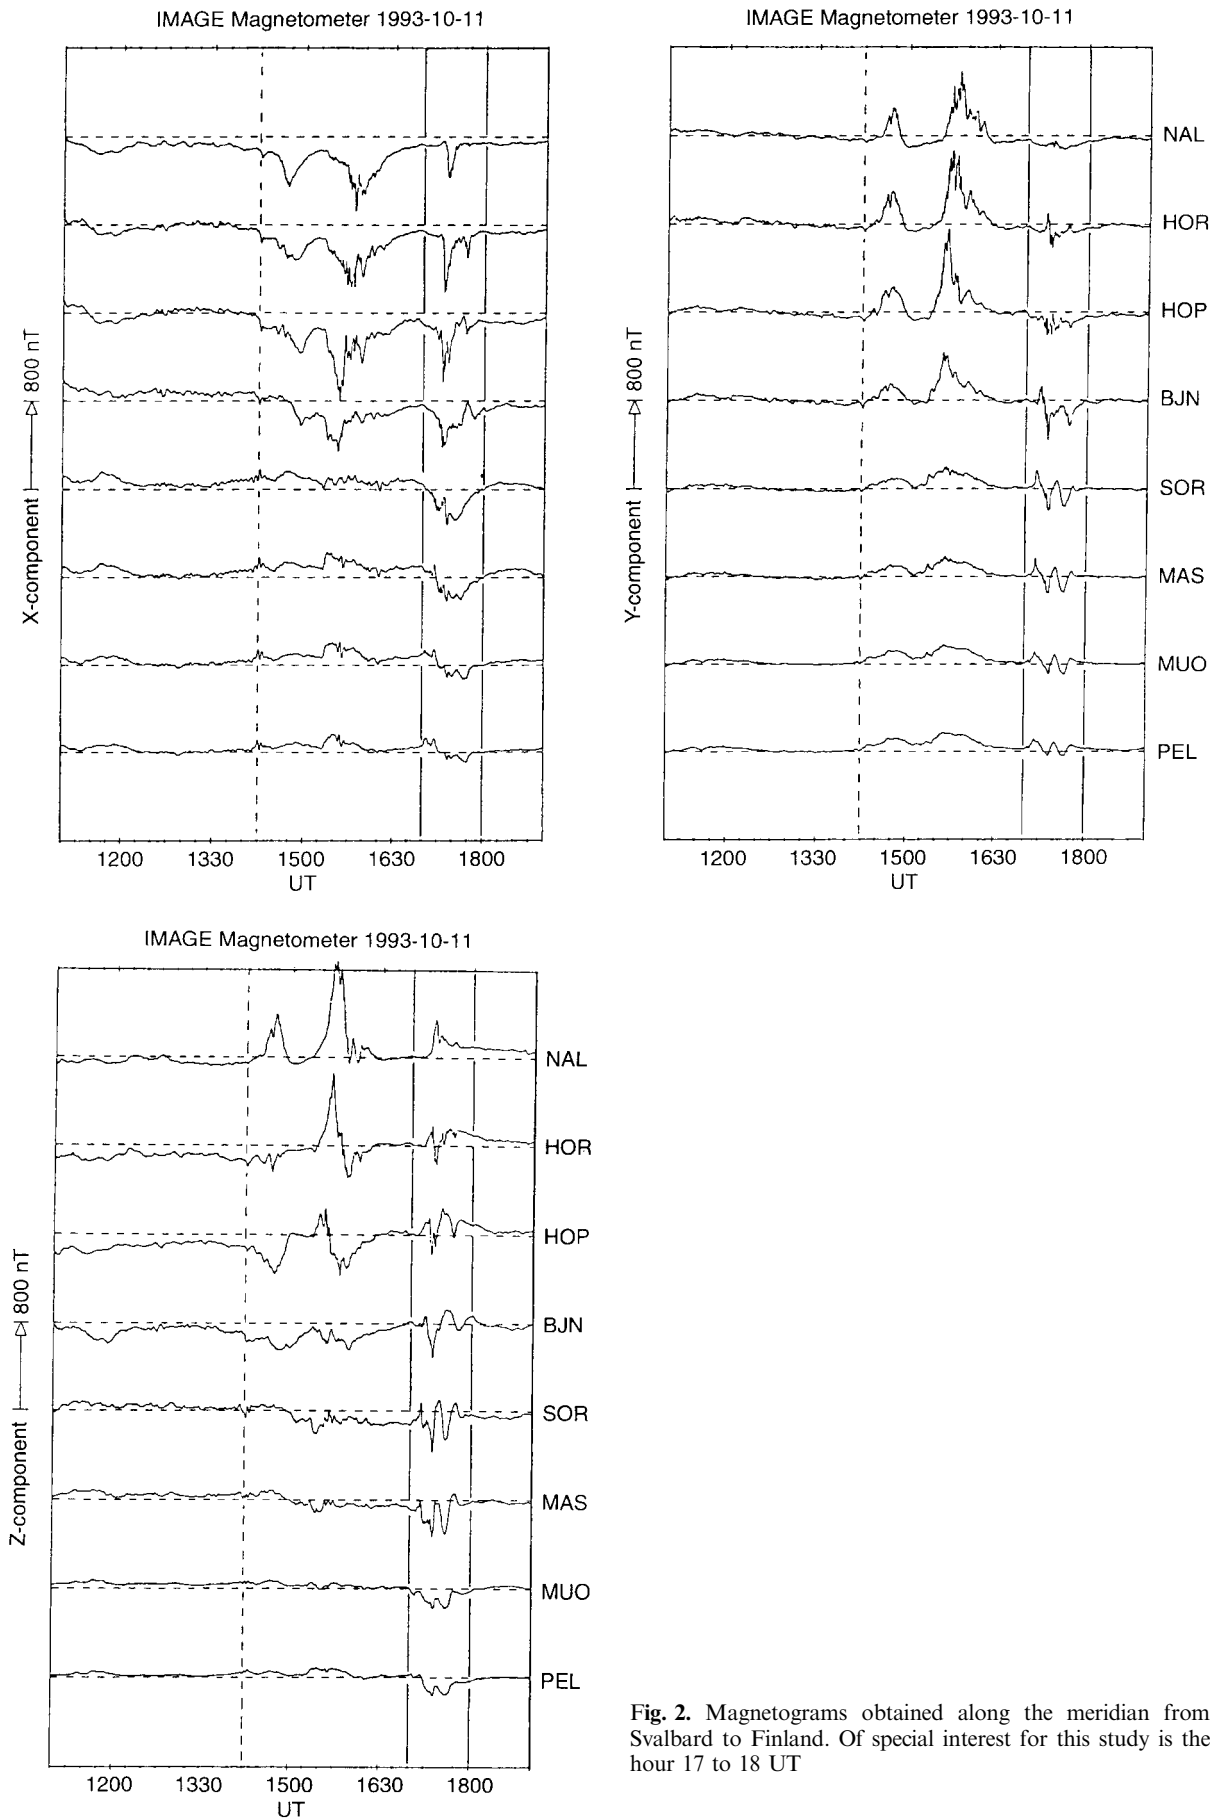 IMAGE Magnetometer 1993-10-11
X-component
800 nT
1200 1330 1500 1630 1800
UT
IMAGE Magnetometer 1993-10-11
NAL
HOR
HOP
BJN
SOR
MAS
MUO
PEL
Y-component
800 nT
1200 1330 1500 1630 1800
UT
IMAGE Magnetometer 1993-10-11
NAL
HOR
HOP
BJN
SOR
MAS
MUO
PEL
Z-component
800 nT
1200 1330 1500 1630 1800
UT
Fig. 2. Magnetograms obtained along the meridian from
Svalbard to Finland. Of special interest for this study is the
hour 17 to 18 UT